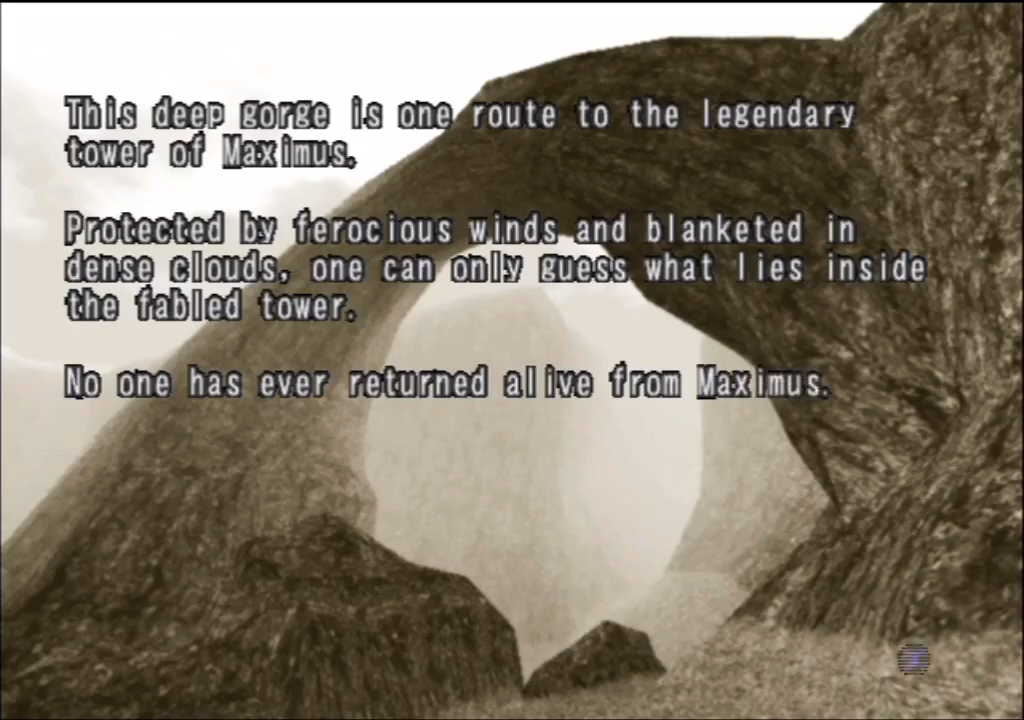 This deep gorge is one route to the legendary
tower of Maximus.
Protected by ferocious winds and blanketed in
dense clouds, one can only guess what lies inside
the fabled tower.
No one has ever returned alive from Maximus.